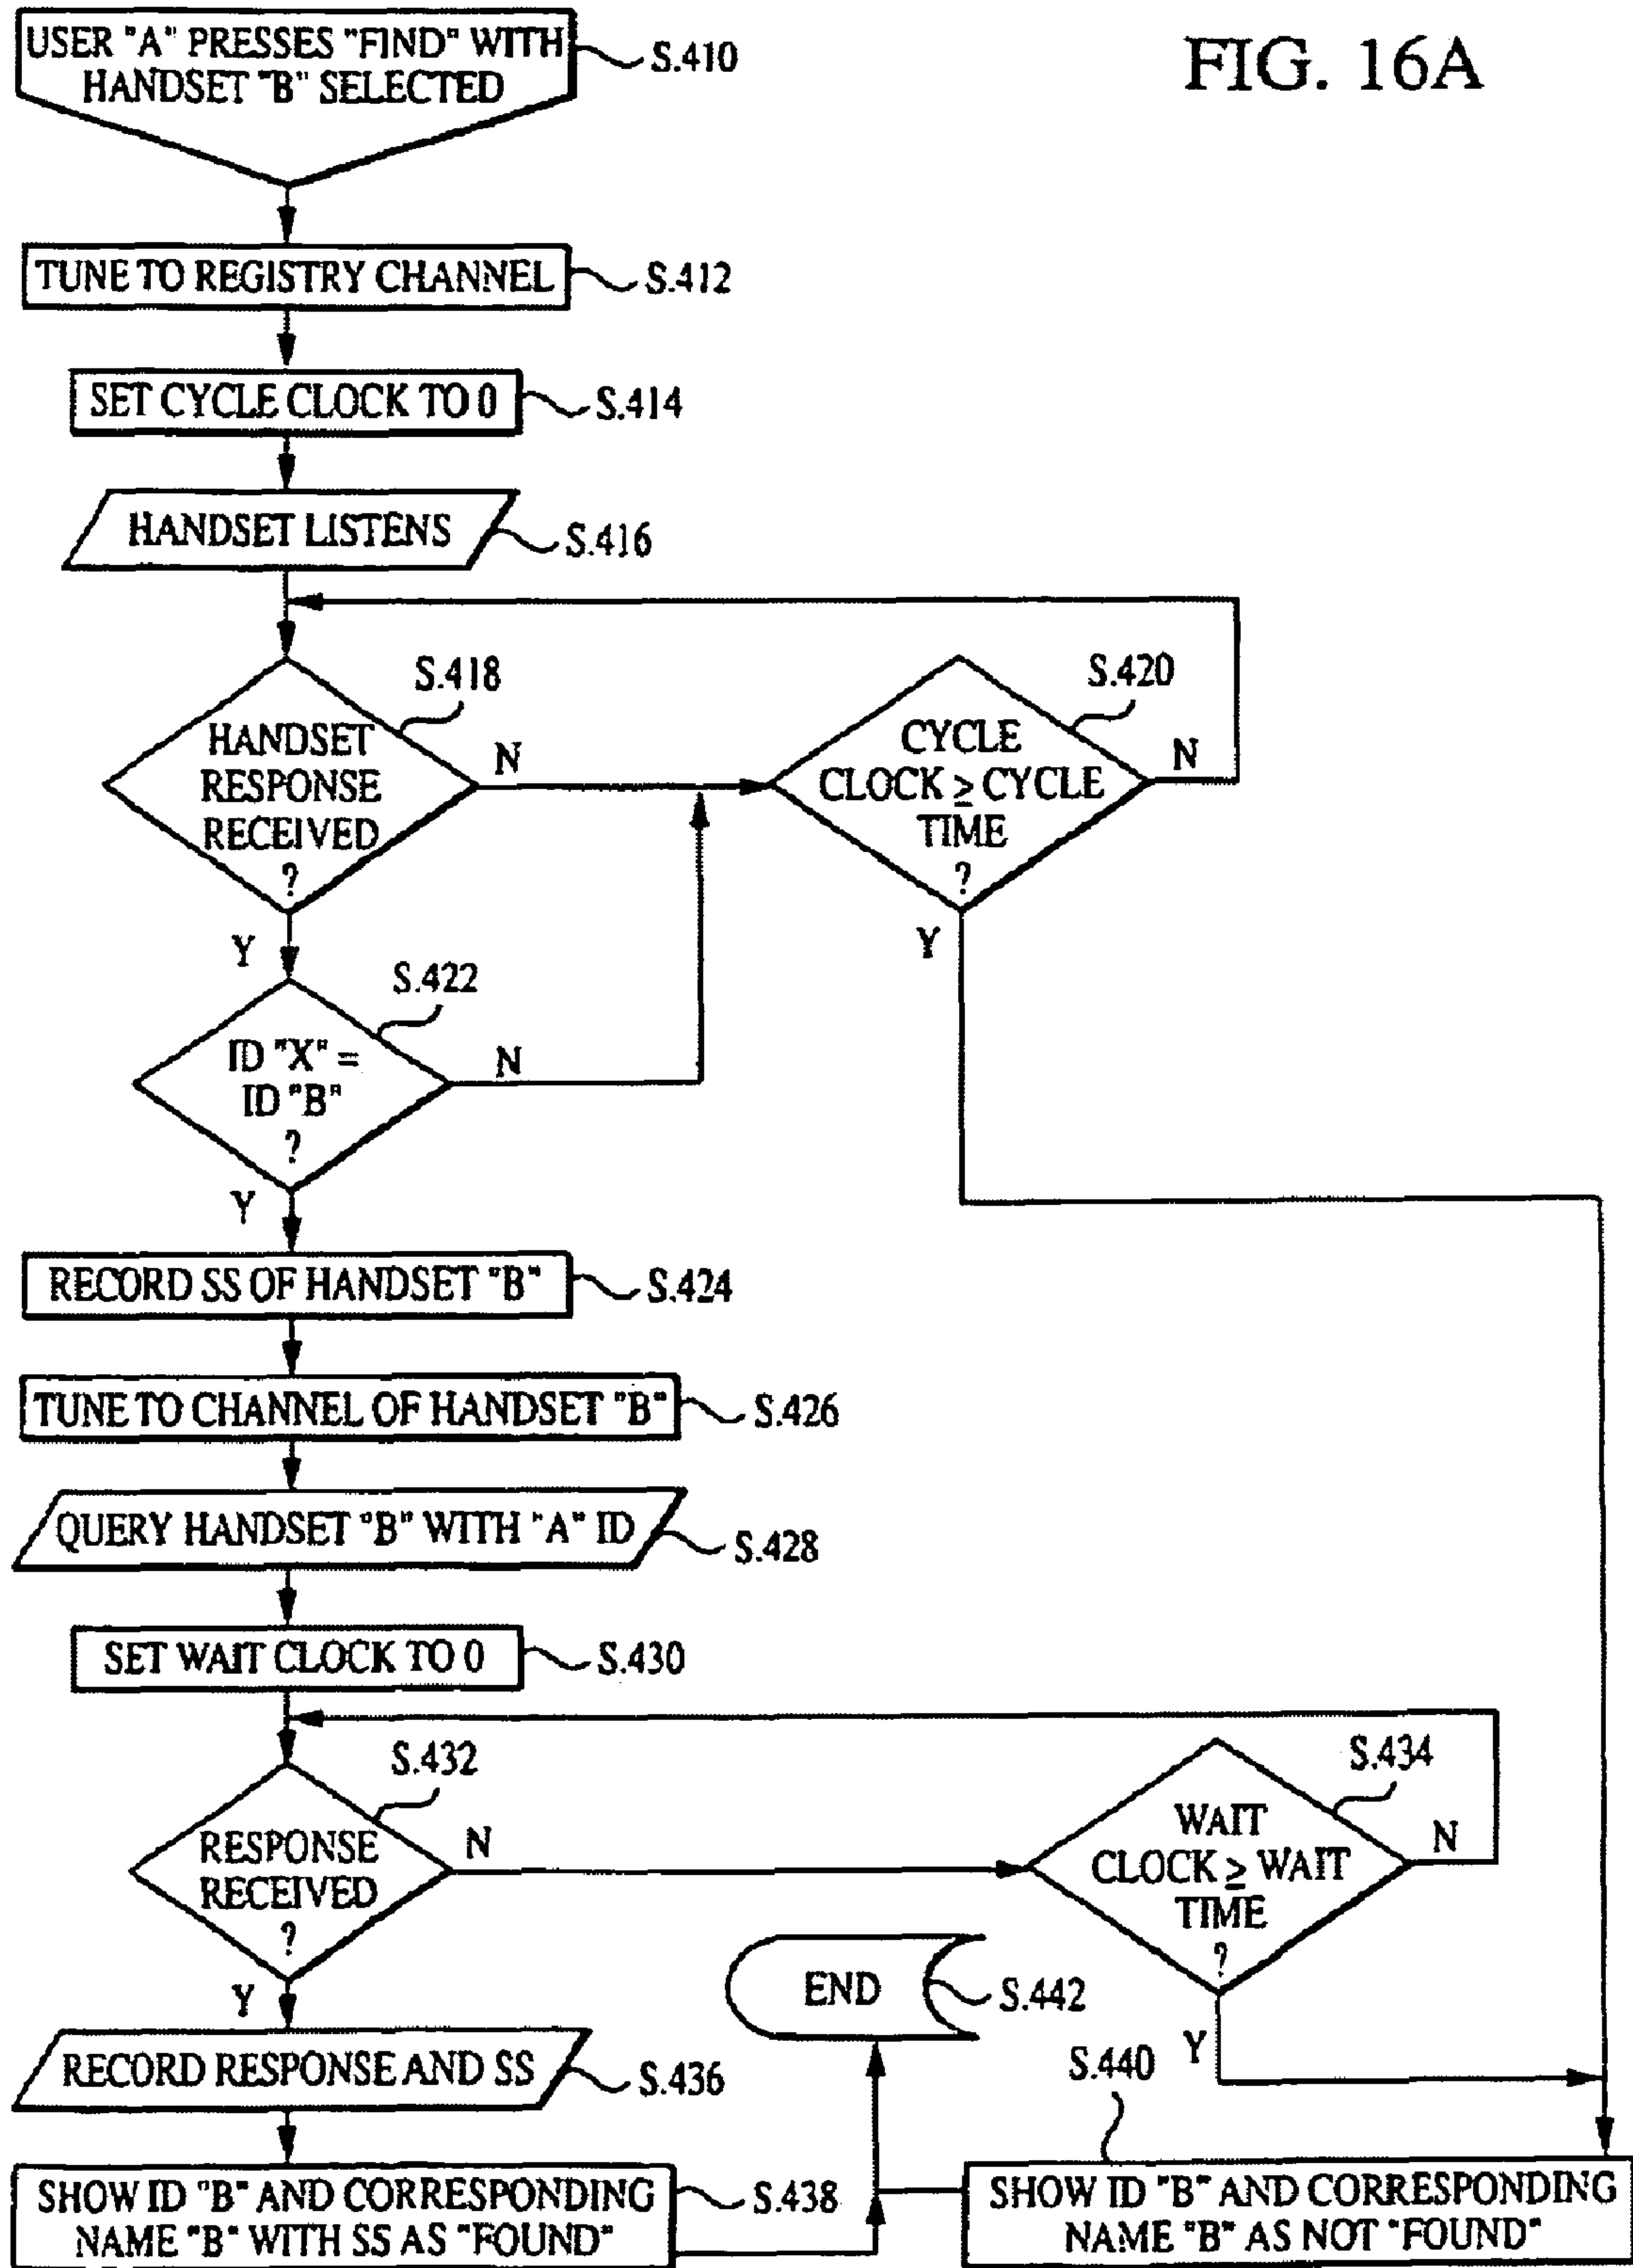 FIG. 16A
USER "A" PRESSES "FIND" WITH
HANDSET "B" SELECTED
S.410
TUNE TO REGISTRY CHANNEL
S.412
SET CYCLE CLOCK TO 0
S.414
HANDSET LISTENS
S.416
S.418
HANDSET
RESPONSE
RECEIVED
?
N
Y
S.420
CYCLE
CLOCK ≥ CYCLE
TIME
?
N
Y
S.422
ID "X" =
ID "B"
?
N
Y
RECORD SS OF HANDSET "B"
S.424
TUNE TO CHANNEL OF HANDSET "B"
S.426
QUERY HANDSET "B" WITH "A" ID
S.428
SET WAIT CLOCK TO 0
S.430
S.432
RESPONSE
RECEIVED
?
N
Y
S.434
WAIT
CLOCK ≥ WAIT
TIME
?
N
Y
END
S.442
RECORD RESPONSE AND SS
S.436
S.440
SHOW ID "B" AND CORRESPONDING
NAME "B" WITH SS AS "FOUND"
S.438
SHOW ID "B" AND CORRESPONDING
NAME "B" AS NOT "FOUND"